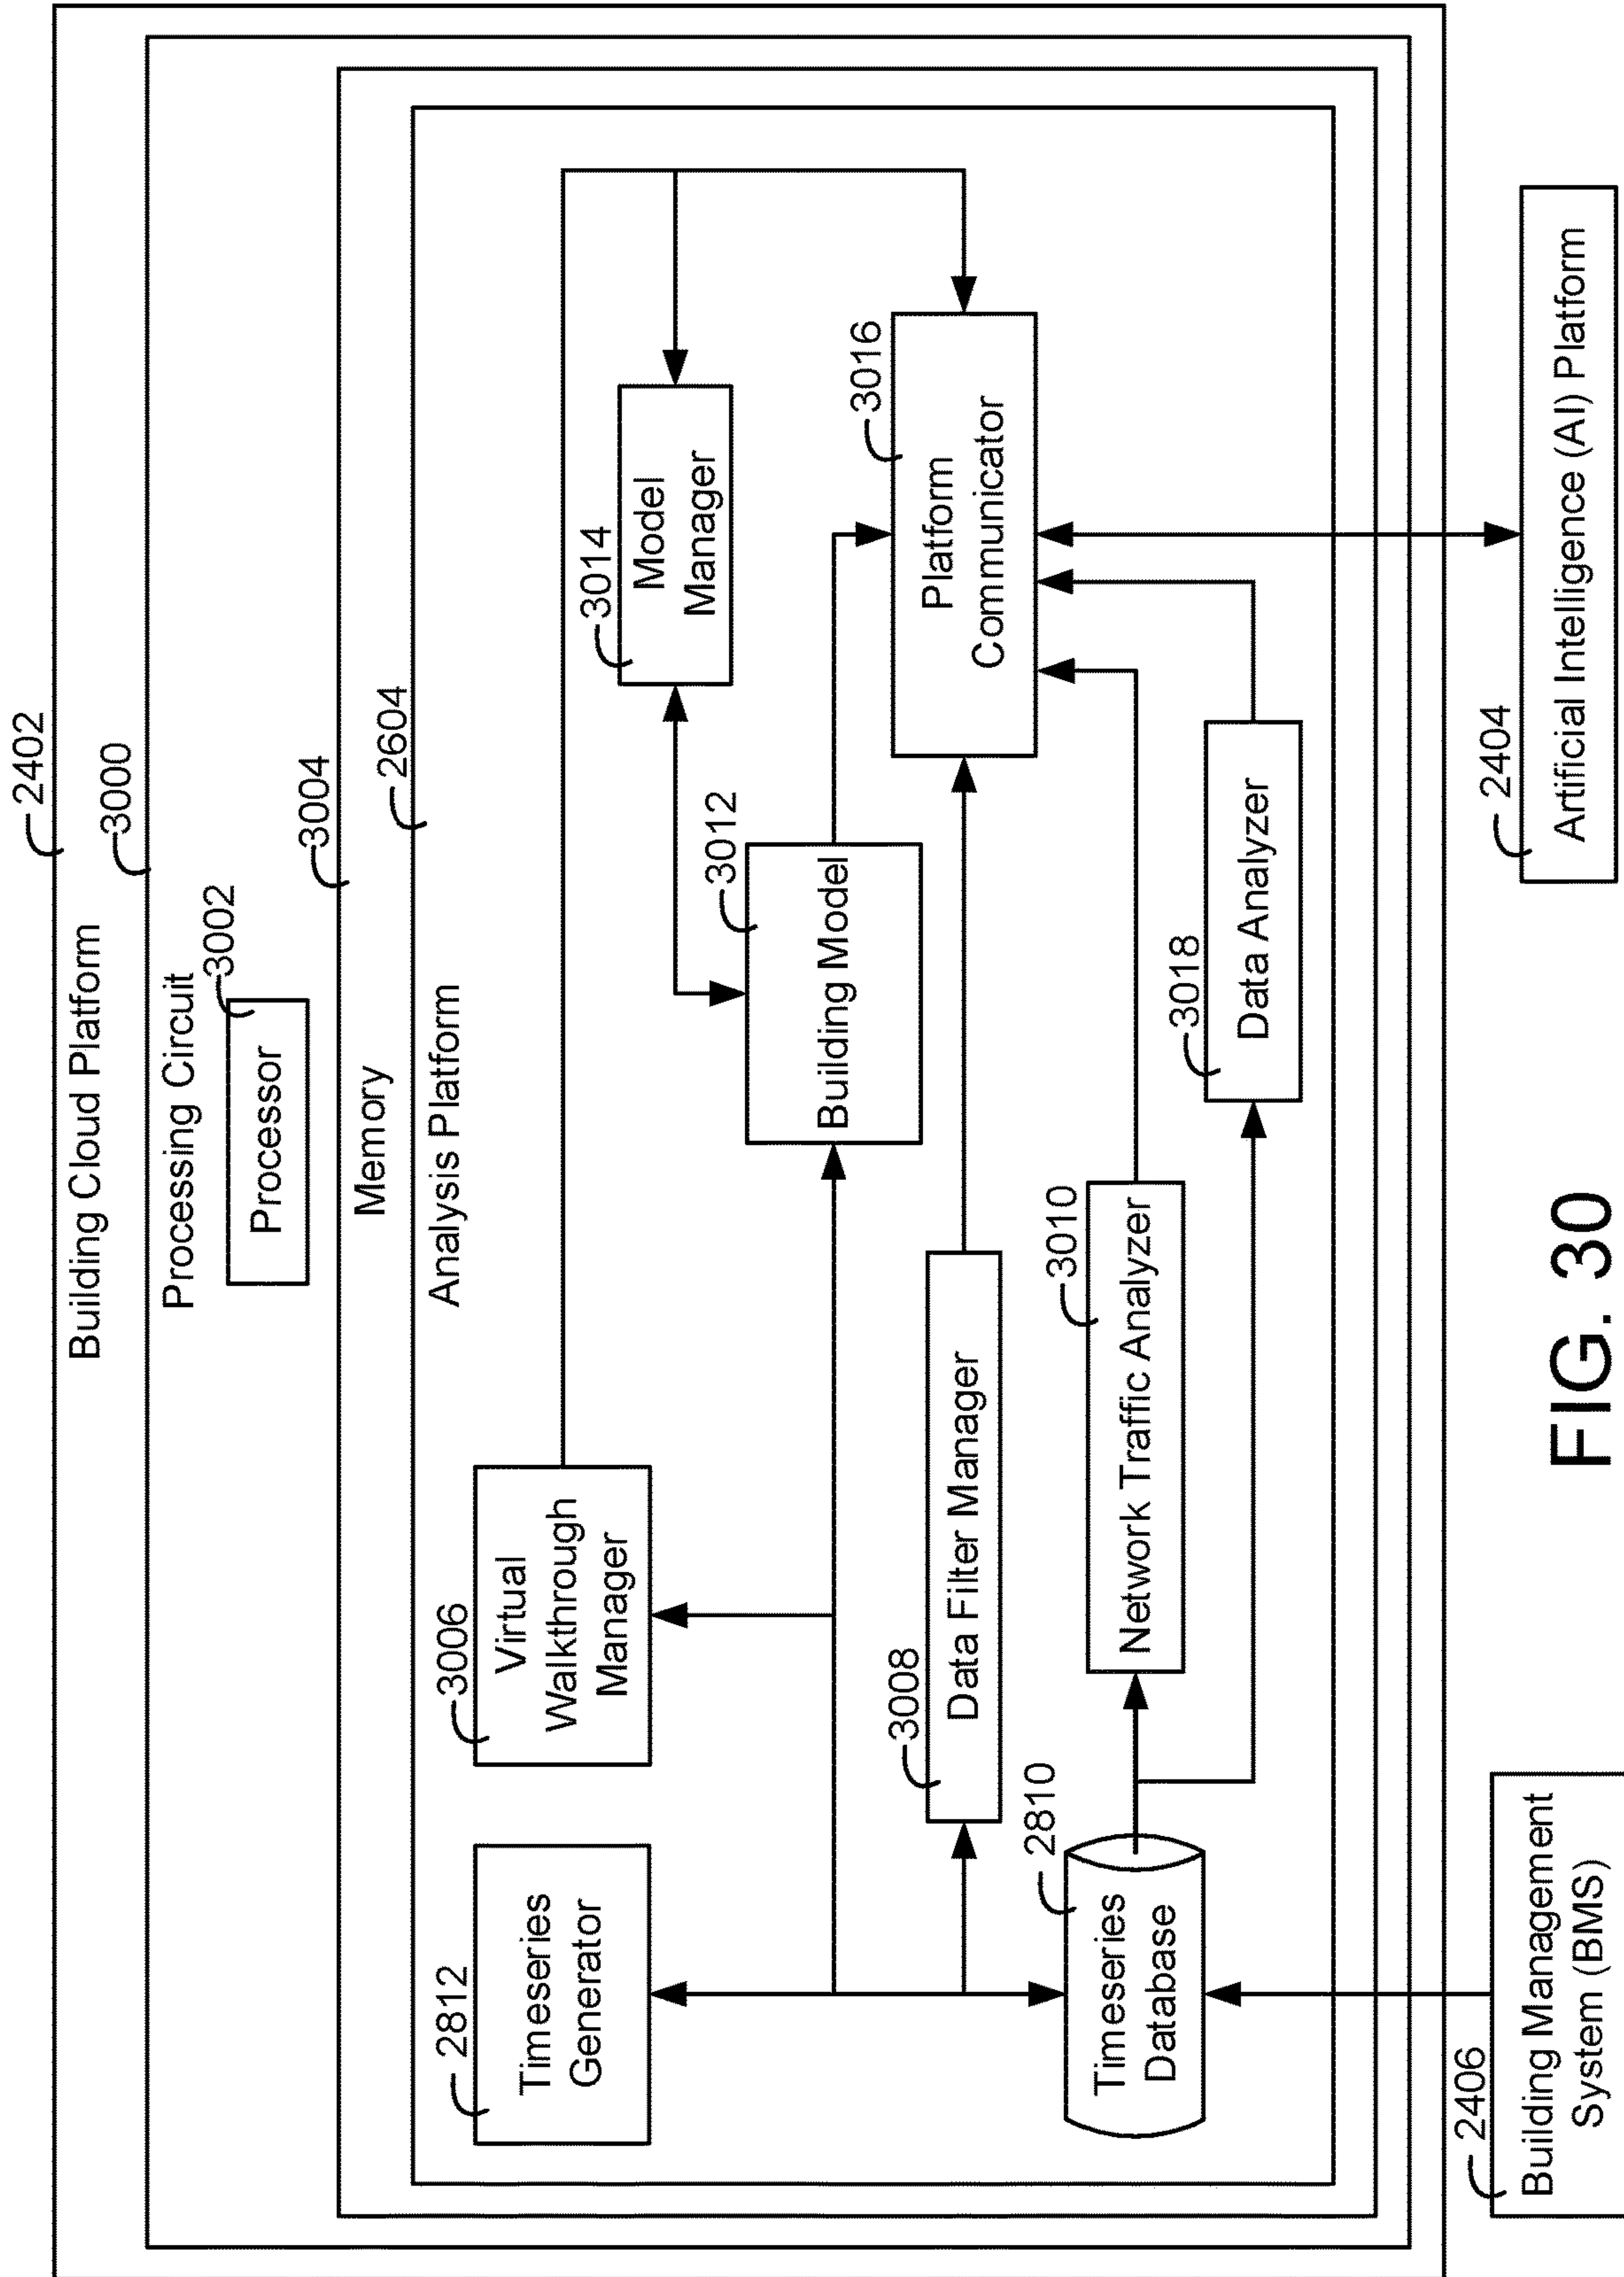 2402
Building Cloud Platform
3000
Processing Circuit
3002
Processor
3004
Memory
2604
Analysis Platform
2812
Timeseries
Generator
3006
Virtual
Walkthrough
Manager
3014
Model
Manager
3012
Building Model
3008
Data Filter Manager
3016
Platform
Communicator
2810
Timeseries
Database
3010
Network Traffic Analyzer
3018
Data Analyzer
2406
Building Management
System (BMS)
2404
Artificial Intelligence (AI) Platform
FIG. 30